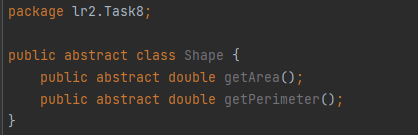 package lr2.Task8;
public abstract class Shape {
    public abstract double getArea();
    public abstract double getPerimeter();
}